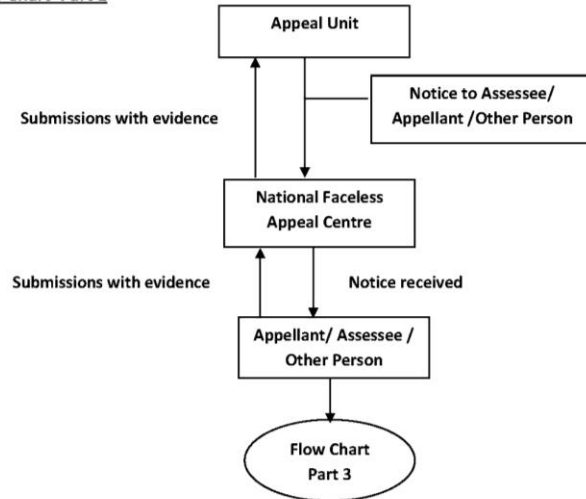 Appeal Unit
Notice to Assessee/
Appellant /Other Person
Submissions with evidence
National Faceless
Appeal Centre
Submissions with evidence
Notice received
Appellant/ Assessee /
Other Person
Flow Chart
Part 3